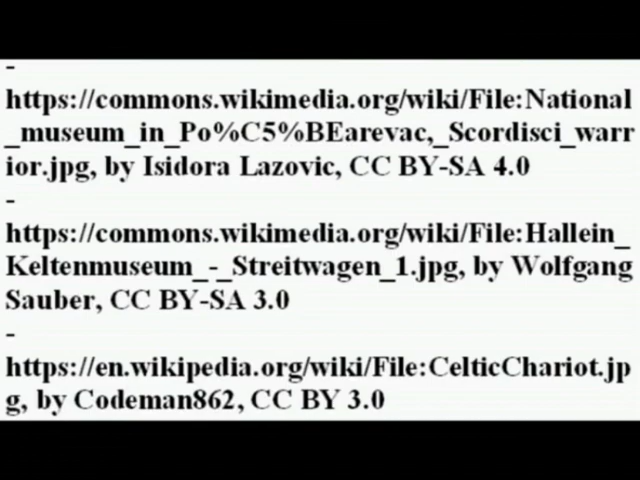 -
https://commons.wikimedia.org/wiki/File:National
_museum_in_Po%C5%BEarevac,_Scordisci_warr
ior.jpg, by Isidora Lazovic, CC BY-SA 4.0
-
https://commons.wikimedia.org/wiki/File:Hallein_
Keltenmuseum_-_Streitwagen_1.jpg, by Wolfgang
Sauber, CC BY-SA 3.0
-
https://en.wikipedia.org/wiki/File:CelticChariot.jp
g, by Codeman862, CC BY 3.0